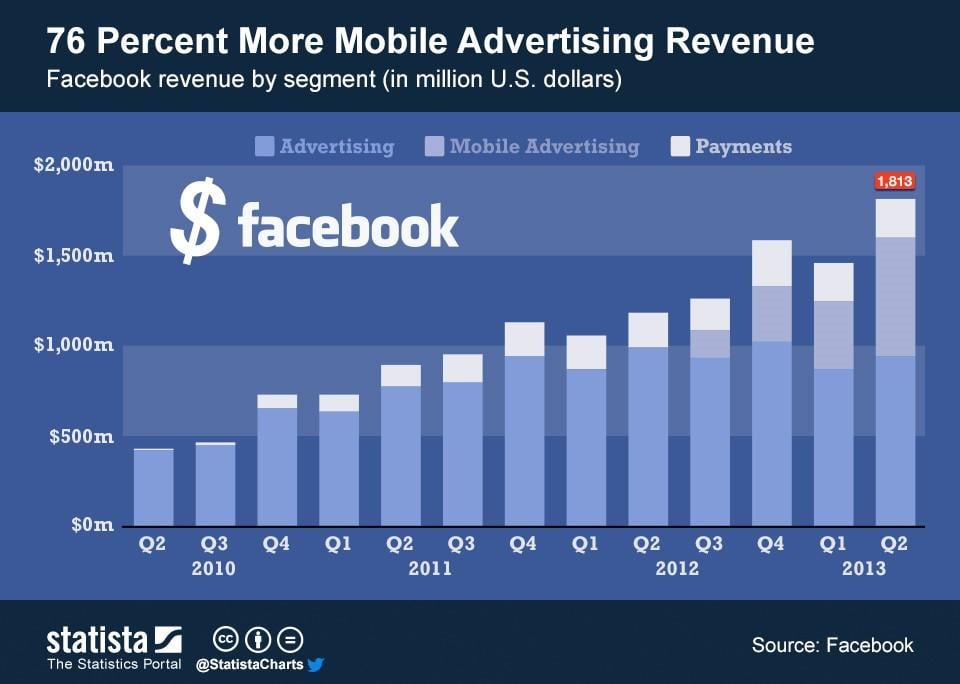 76 Percent More Mobile Advertising Revenue
Facebook revenue by segment (in million U.S. dollars)
Advertising Mobile Advertising Payments
$2,000m
1,813
$ facebook
$1,500m
$1,000m
$500m
$0m
Q2 Q3 Q4 Q1 Q2 Q3 Q4 Q1 Q2 Q3 Q4 Q1 Q2
2010 2011 2012 2013
statista
The Statistics Portal
cc
@StatistaCharts
Source: Facebook